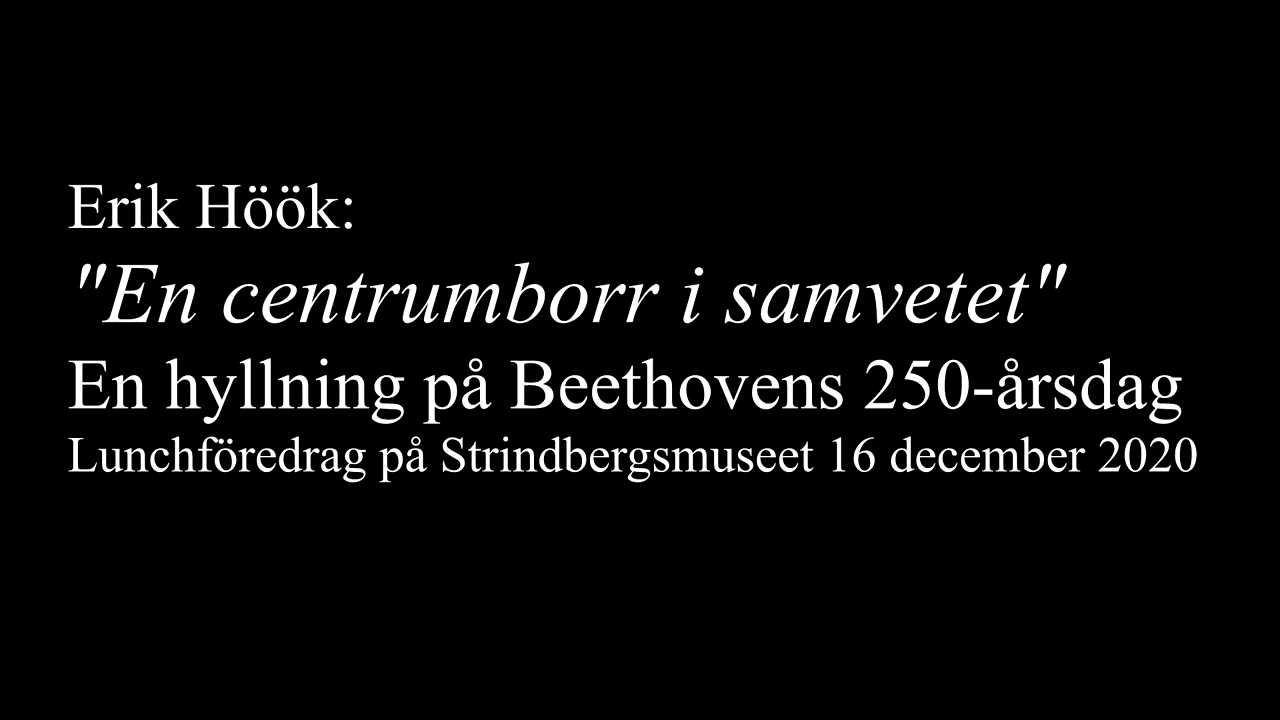 Erik Höök:
"En centrumborr i samvetet"
En hyllning på Beethovens 250-årsdag
Lunchföredrag på Strindbergsmuseet 16 december 2020